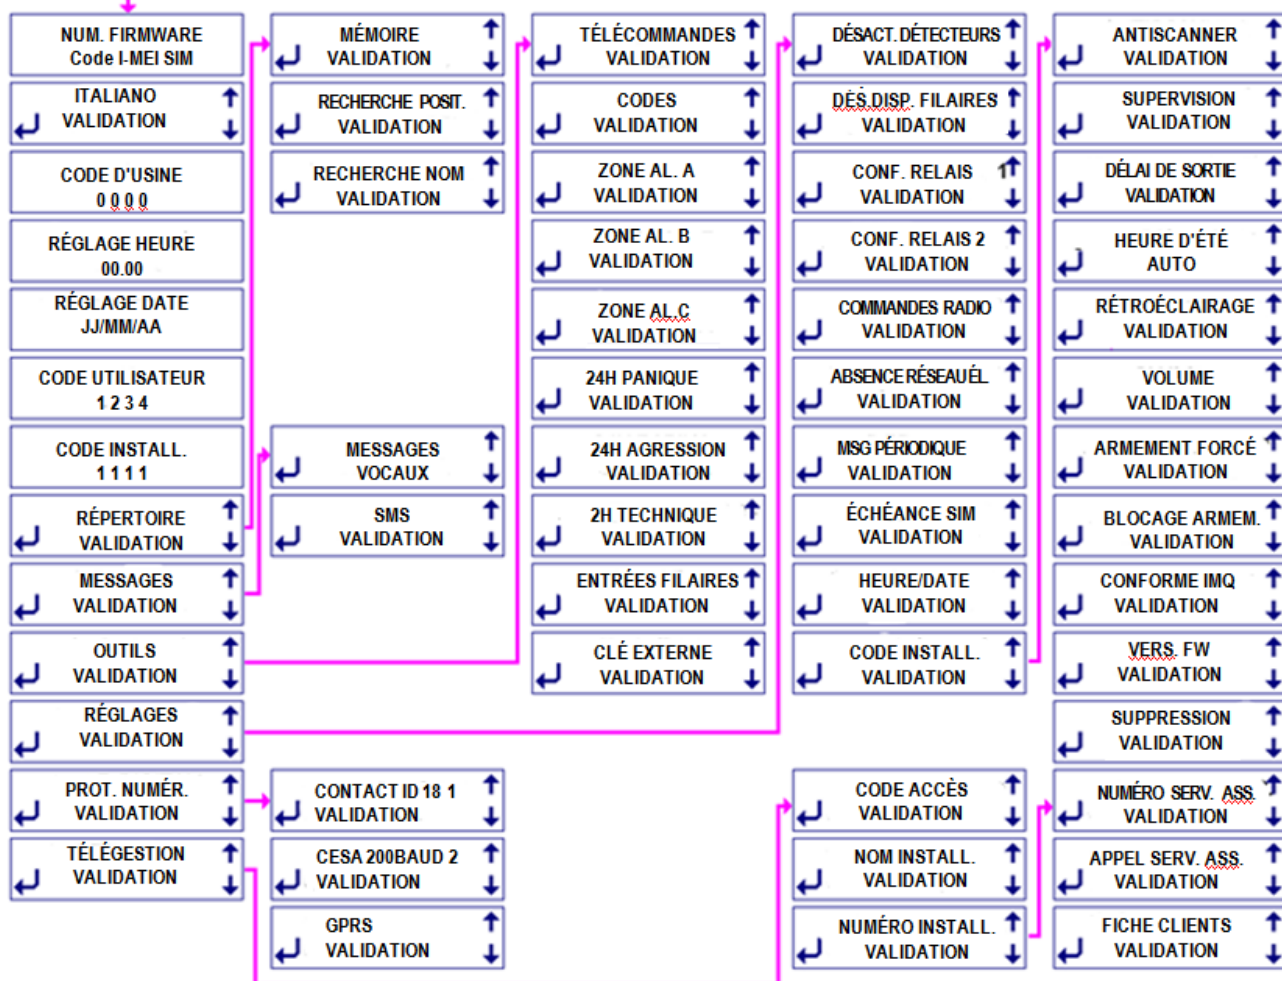 NUM. FIRMWARE
Code I-MEI SIM
ITALIANO
VALIDATION
CODE D'USINE
0 0 0 0
RÉGLAGE HEURE
00.00
RÉGLAGE DATE
JJ/MM/AA
CODE UTILISATEUR
1 2 3 4
CODE INSTALL.
1 1 1 1
RÉPERTOIRE
VALIDATION
MESSAGES
VALIDATION
OUTILS
VALIDATION
RÉGLAGES
VALIDATION
PROT. NUMÉR.
VALIDATION
TÉLÉGESTION
VALIDATION
MÉMOIRE
VALIDATION
RECHERCHE POSIT.
VALIDATION
RECHERCHE NOM
VALIDATION
MESSAGES
VOCAUX
SMS
VALIDATION
CONTACT ID 18 1
VALIDATION
CESA 200BAUD 2
VALIDATION
GPRS
VALIDATION
TÉLÉCOMMANDES
VALIDATION
CODES
VALIDATION
ZONE AL. A
VALIDATION
ZONE AL. B
VALIDATION
ZONE AL.C
VALIDATION
24H PANIQUE
VALIDATION
24H AGRESSION
VALIDATION
2H TECHNIQUE
VALIDATION
ENTRÉES FILAIRES
VALIDATION
CLÉ EXTERNE
VALIDATION
DÉSACT. DÉTECTEURS
VALIDATION
DÉS.DISP. FILAIRES
VALIDATION
CONF. RELAIS 1
VALIDATION
CONF. RELAIS 2
VALIDATION
COMMANDES RADIO
VALIDATION
ABSENCE RÉSEAU ÉL
VALIDATION
MSG PÉRIODIQUE
VALIDATION
ÉCHÉANCE SIM
VALIDATION
HEURE/DATE
VALIDATION
CODE INSTALL.
VALIDATION
CODE ACCÈS
VALIDATION
NOM INSTALL.
VALIDATION
NUMÉRO INSTALL.
VALIDATION
ANTISCANNER
VALIDATION
SUPERVISION
VALIDATION
DÉLAI DE SORTIE
VALIDATION
HEURE D'ÉTÉ
AUTO
RÉTROÉCLAIRAGE
VALIDATION
VOLUME
VALIDATION
ARMEMENT FORCÉ
VALIDATION
BLOCAGE ARMEM.
VALIDATION
CONFORME IMQ
VALIDATION
VERS. FW
VALIDATION
SUPPRESSION
VALIDATION
NUMÉRO SERV. ASS.
VALIDATION
APPEL SERV. ASS.
VALIDATION
FICHE CLIENTS
VALIDATION